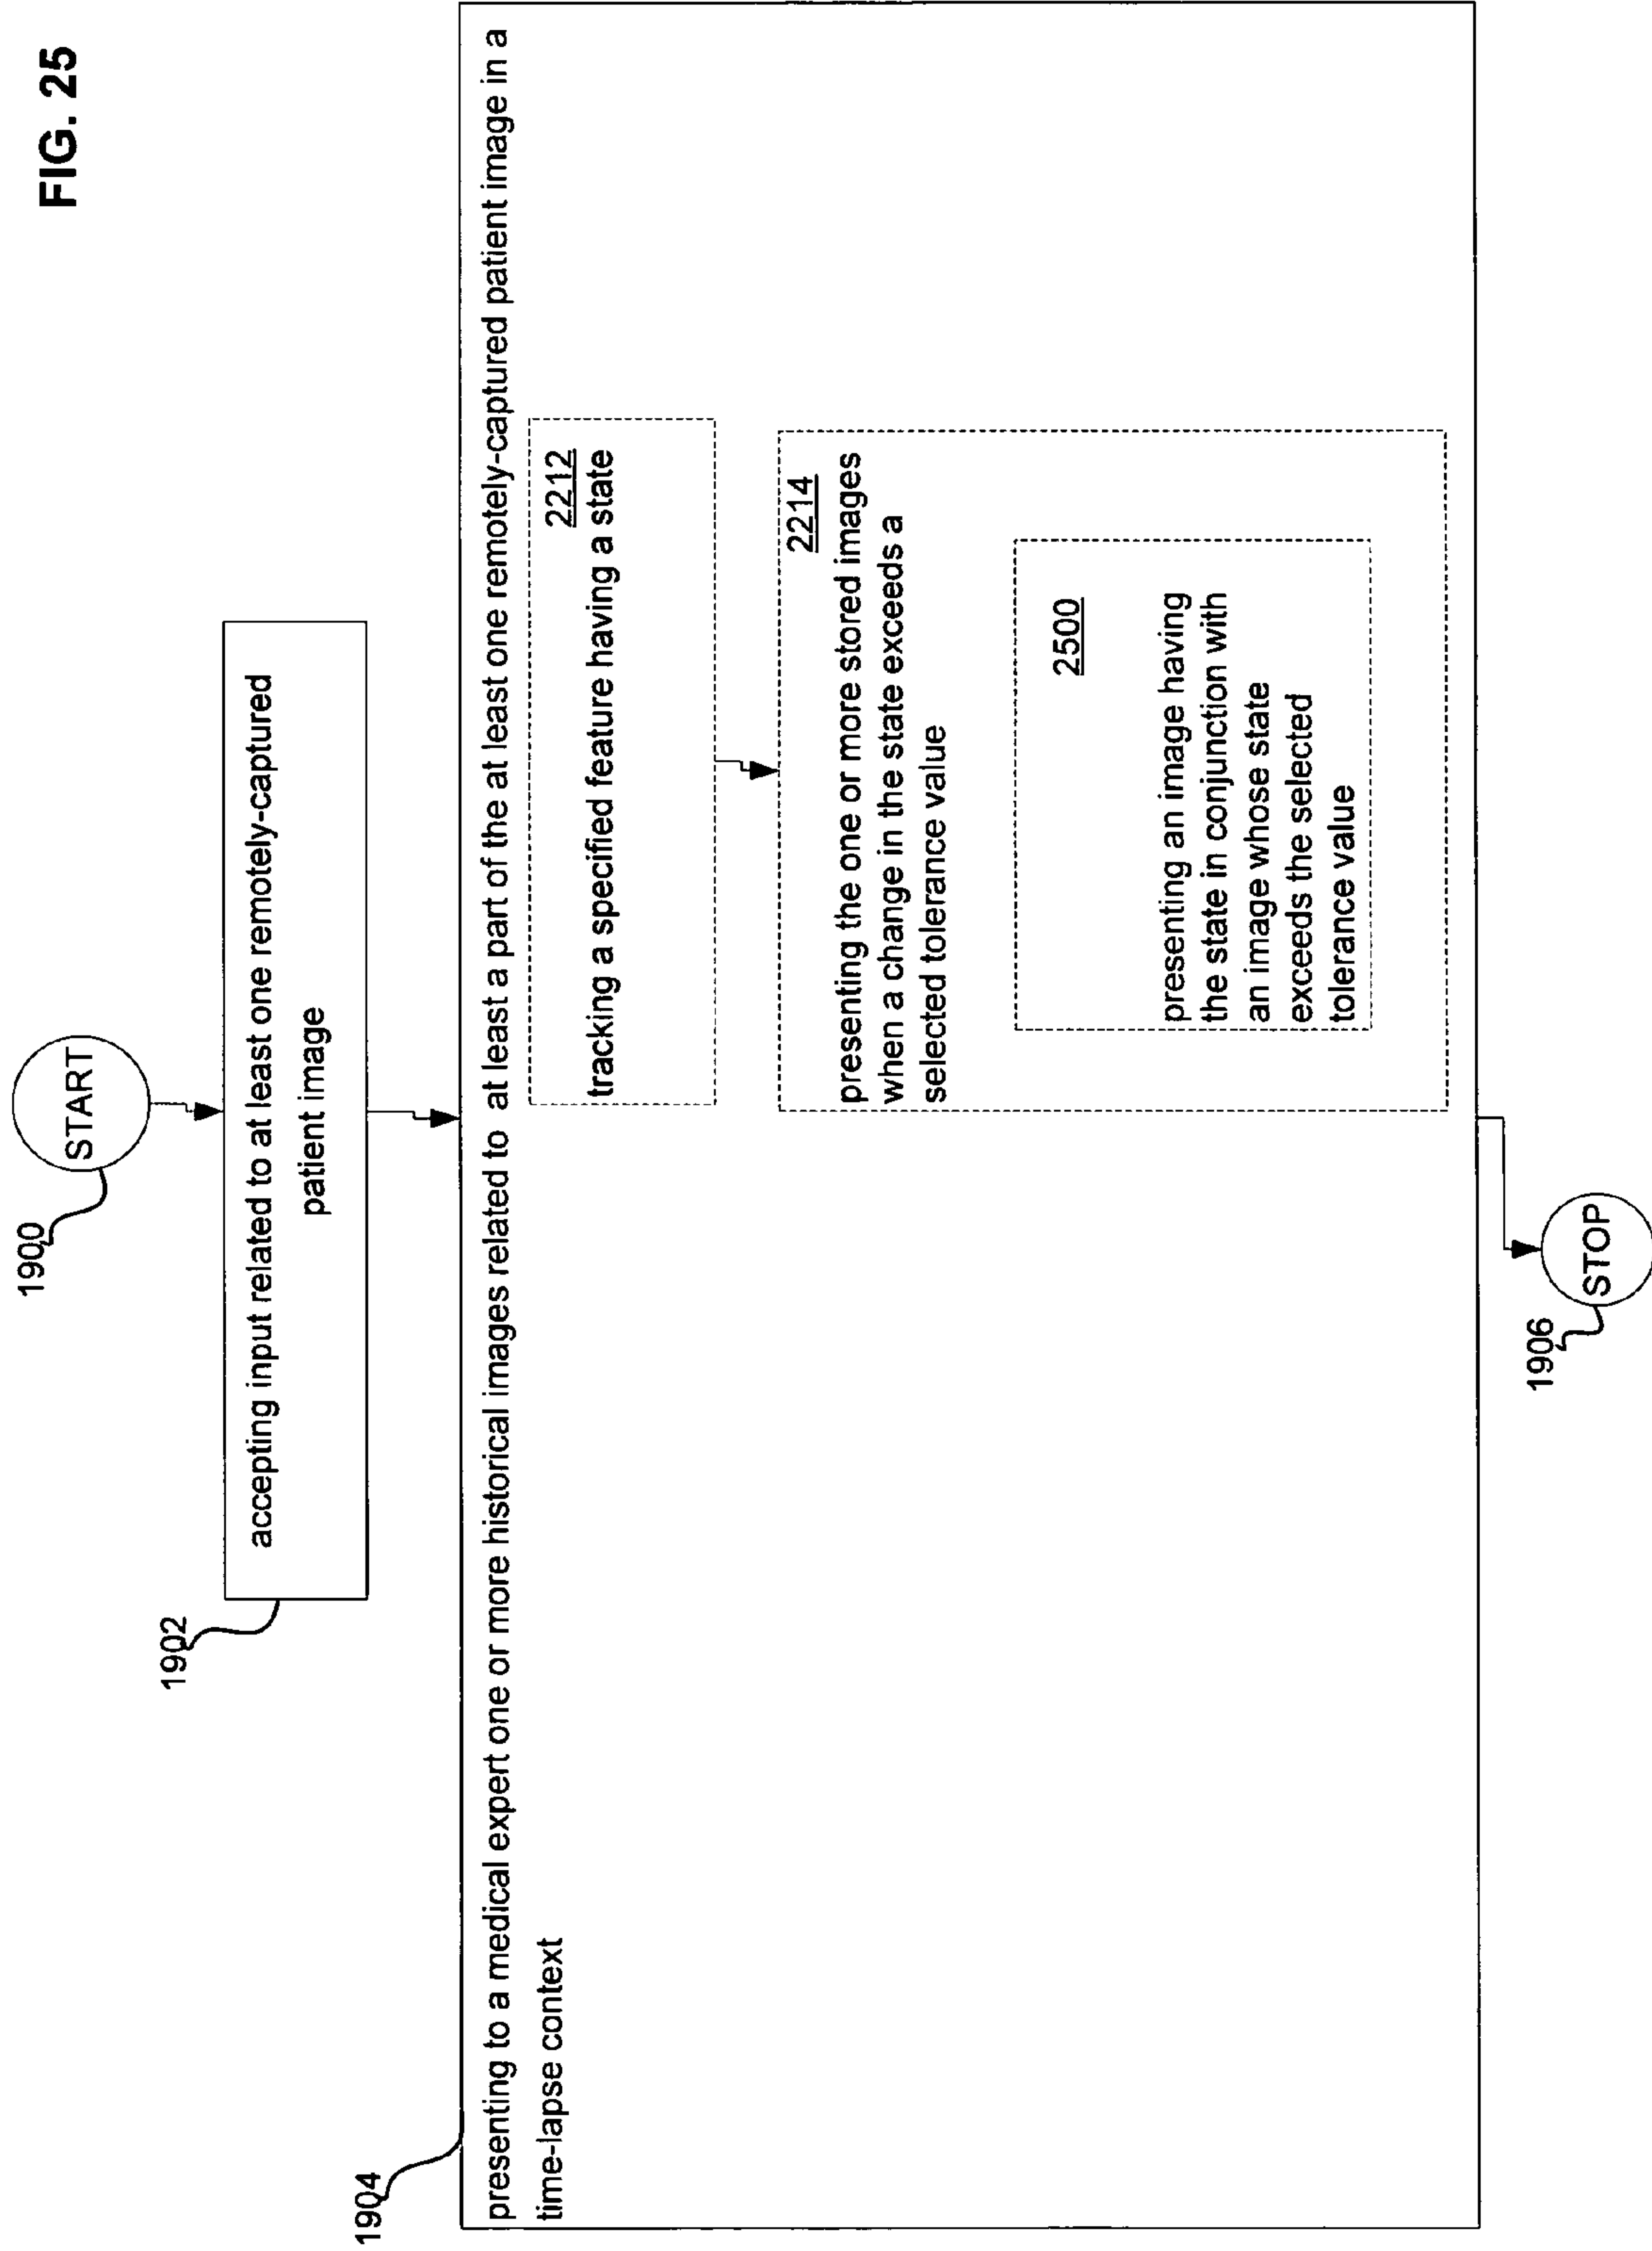 FIG. 25
1900
START
1902
accepting input related to at least one remotely-captured
patient image
1904
presenting to a medical expert one or more historical images related to at least a part of the at least one remotely-captured patient image in a
time-lapse context
2212
tracking a specified feature having a state
2214
presenting the one or more stored images
when a change in the state exceeds a
selected tolerance value
2500
presenting an image having
the state in conjunction with
an image whose state
exceeds the selected
tolerance value
1906
STOP